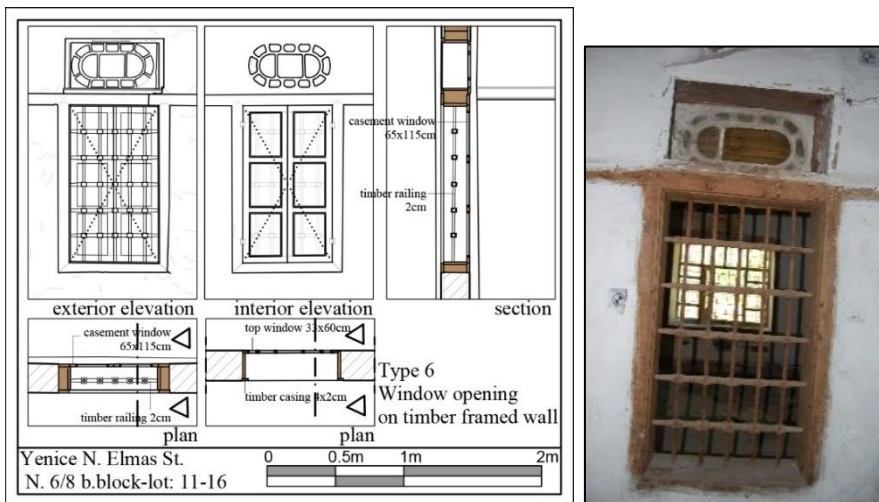 casement window
65x115cm
timber railing
2cm
exterior elevation
interior elevation
section
casement window
65x115cm
timber railing 2cm
plan
top window 33x60cm
timber casing 4x2cm
plan
Type 6
Window opening
on timber framed wall
Yenice N. Elmas St.
N. 6/8 b.block-lot: 11-16
0 0.5m 1m 2m